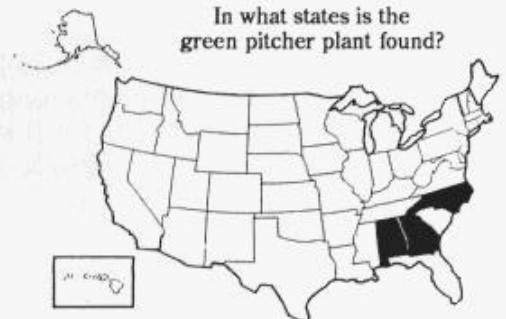 In what states is the
green pitcher plant found?